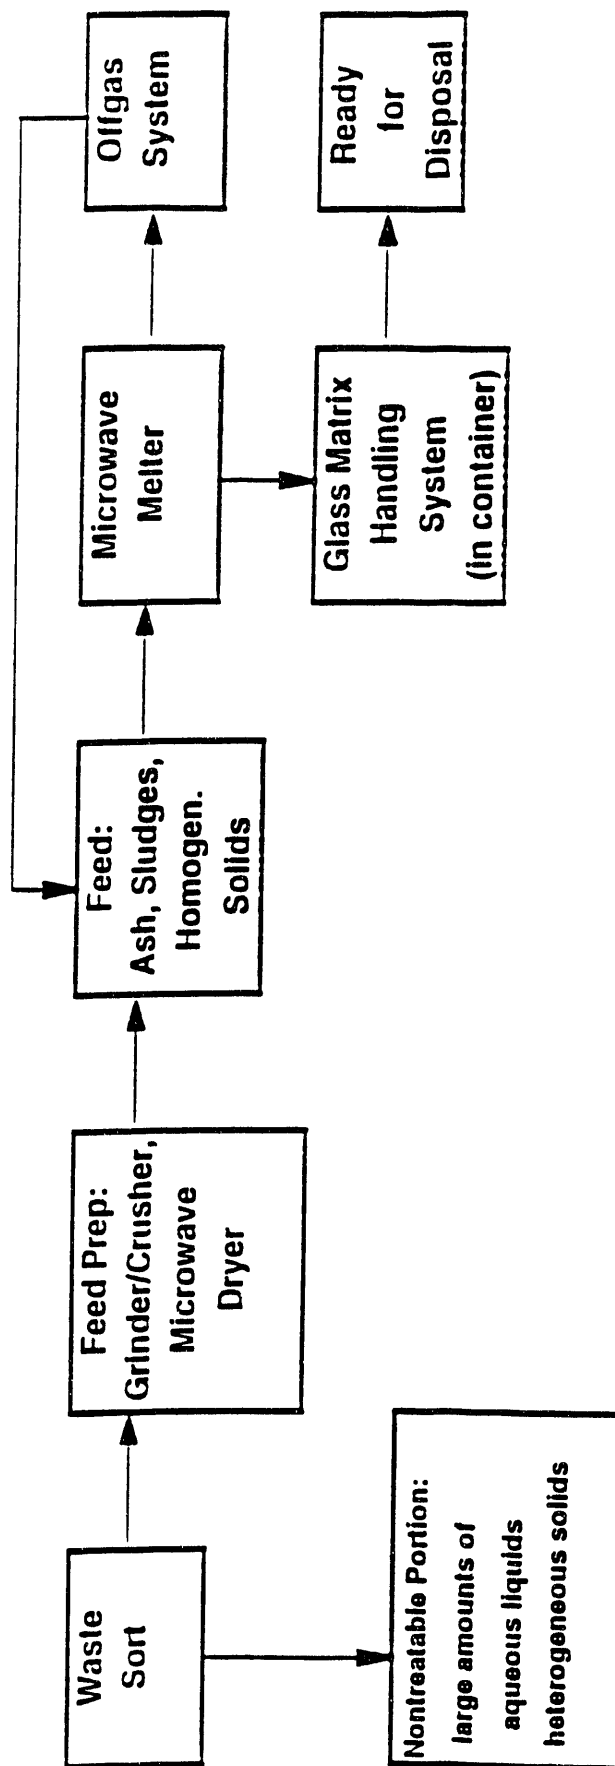 Waste
Sort
Nontreatable Portion:
large amounts of
aqueous liquids
heterogeneous solids
Feed Prep:
Grinder/Crusher,
Microwave
Dryer
Feed:
Ash, Sludges,
Homogen.
Solids
Microwave
Melter
Glass Matrix
Handling
System
(in container)
Offgas
System
Ready
for
Disposal